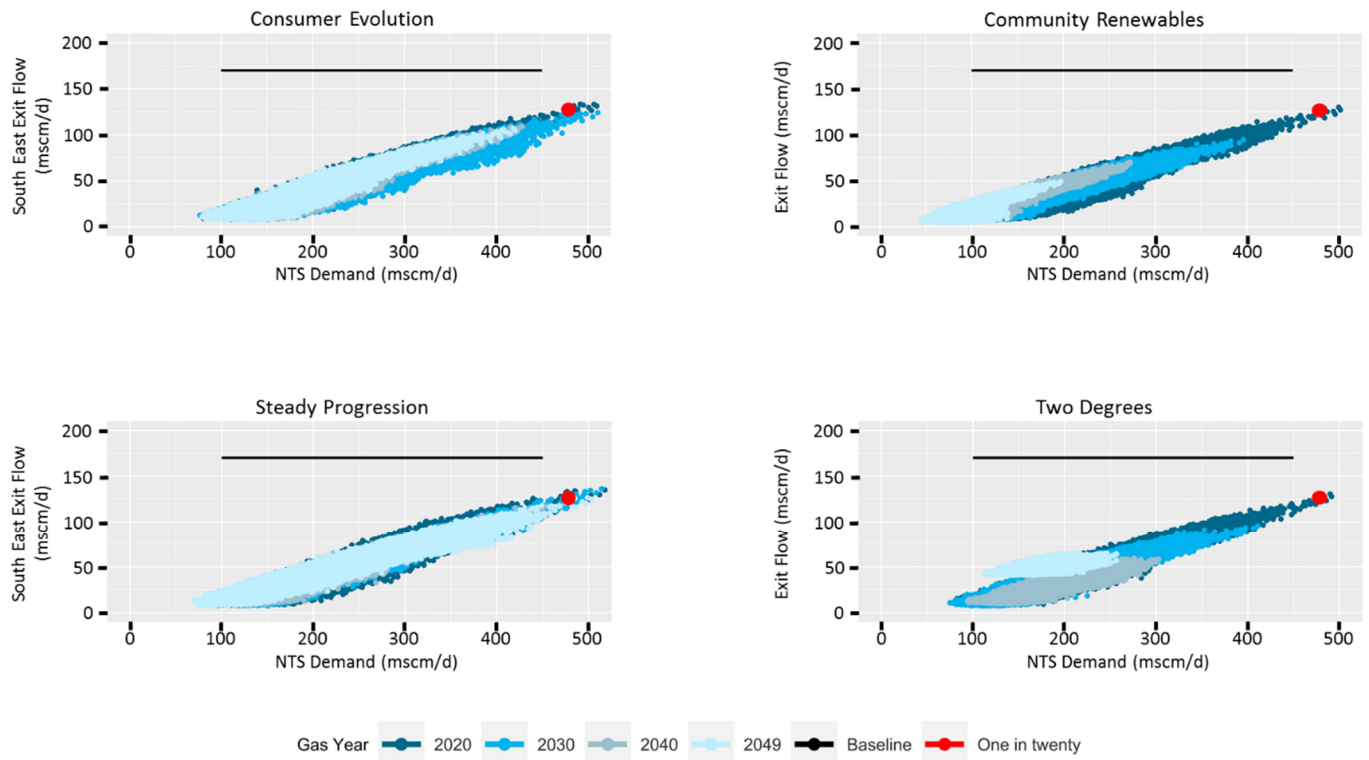 Consumer Evolution
South East Exit Flow
(mscm/d)
200
150
100
50
0
0 100 200 300 400 500
NTS Demand (mscm/d)
Community Renewables
Exit Flow (mscm/d)
200
150
100
50
0
0 100 200 300 400 500
NTS Demand (mscm/d)
Steady Progression
South East Exit Flow
(mscm/d)
200
150
100
50
0
0 100 200 300 400 500
NTS Demand (mscm/d)
Two Degrees
Exit Flow (mscm/d)
200
150
100
50
0
0 100 200 300 400 500
NTS Demand (mscm/d)
Gas Year 2020 2030 2040 2049 Baseline One in twenty